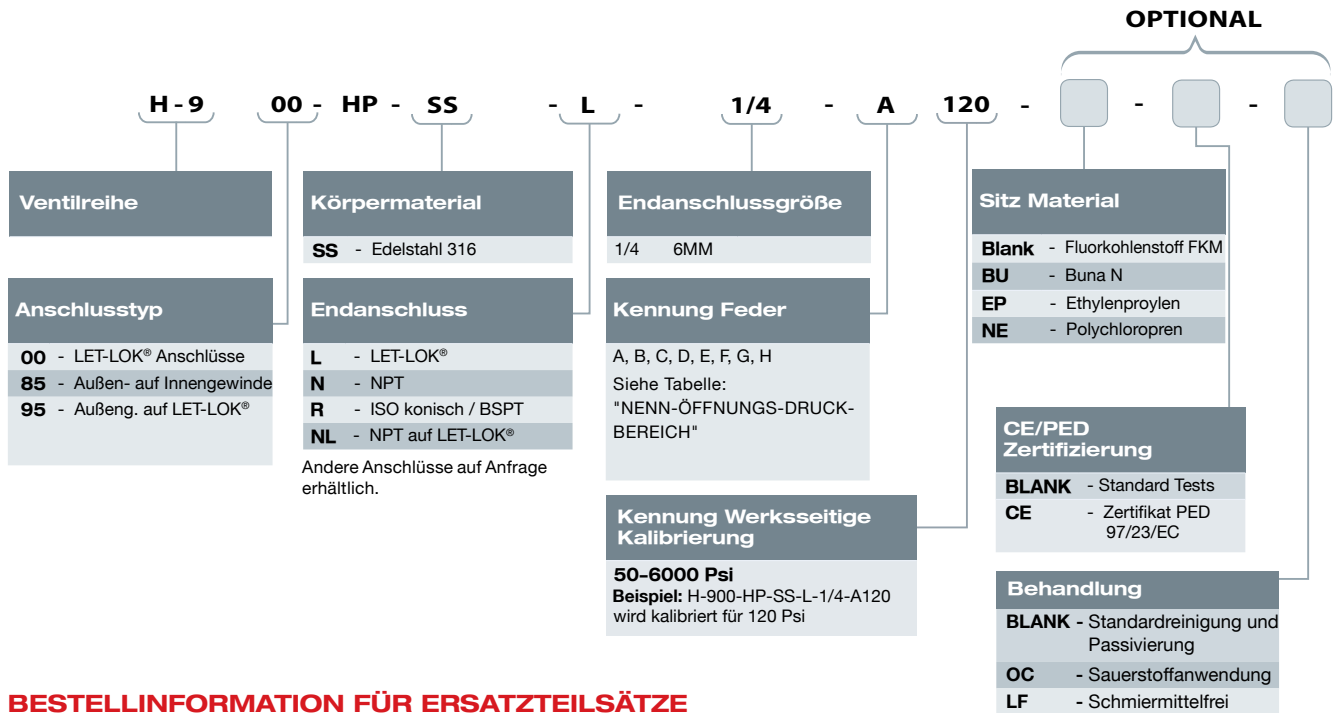 OPTIONAL
H - 9 00 - HP - SS - L - 1/4 - A 120 - - -
Ventilreihe
Körpermaterial
SS - Edelstahl 316
Endanschlussgröße
1/4 6MM
Sitz Material
Blank - Fluorkohlenstoff FKM
BU - Buna N
EP - Ethylenproylen
NE - Polychloropren
Anschlusstyp
00 - LET-LOK® Anschlüsse
85 - Außen- auf Innengewinde
95 - Außeng. auf LET-LOK®
Endanschluss
L - LET-LOK®
N - NPT
R - ISO konisch / BSPT
NL - NPT auf LET-LOK®
Andere Anschlüsse auf Anfrage
erhältlich.
Kennung Feder
A, B, C, D, E, F, G, H
Siehe Tabelle:
"NENN-ÖFFNUNGS-DRUCK-
BEREICH"
CE/PED
Zertifizierung
BLANK - Standard Tests
CE - Zertifikat PED
97/23/EC
Kennung Werksseitige
Kalibrierung
50-6000 Psi
Beispiel: H-900-HP-SS-L-1/4-A120
wird kalibriert für 120 Psi
Behandlung
BLANK - Standardreinigung und
Passivierung
OC - Sauerstoffanwendung
LF - Schmiermittelfrei
BESTELLINFORMATION FÜR ERSATZTEILSÄTZE